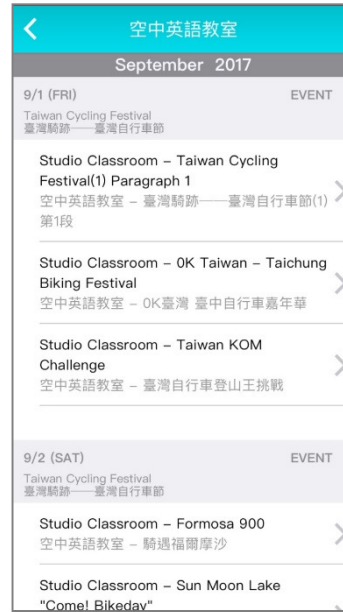 空中英語教室
September 2017
9/1 (FRI) EVENT
Taiwan Cycling Festival
臺灣騎跡——臺灣自行車節
Studio Classroom – Taiwan Cycling
Festival(1) Paragraph 1
空中英語教室 – 臺灣騎跡——臺灣自行車節(1)
第1段
Studio Classroom – 0K Taiwan – Taichung
Biking Festival
空中英語教室 – 0K臺灣 臺中自行車嘉年華
Studio Classroom – Taiwan KOM
Challenge
空中英語教室 – 臺灣自行車登山王挑戰
9/2 (SAT) EVENT
Taiwan Cycling Festival
臺灣騎跡——臺灣自行車節
Studio Classroom – Formosa 900
空中英語教室 – 騎遇福爾摩沙
Studio Classroom – Sun Moon Lake
"Come! Bikeday"